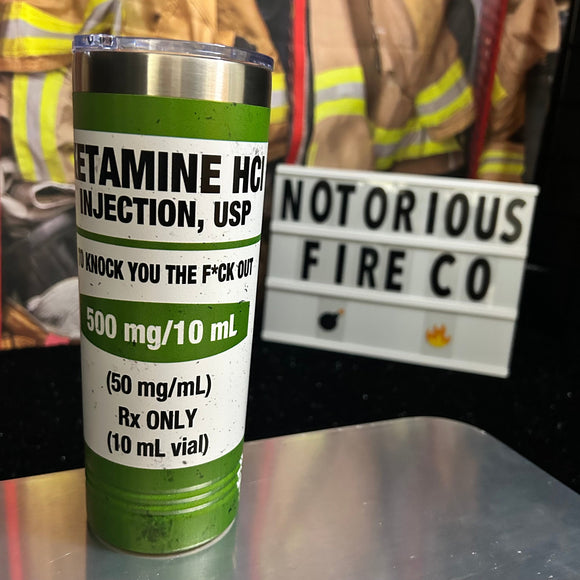 ETAMINE HCl
INJECTION, USP
O KNOCK YOU THE F*CK OUT
500 mg/10 mL
(50 mg/mL)
Rx ONLY
(10 mL vial)
NOTORIOUS
FIRE CO